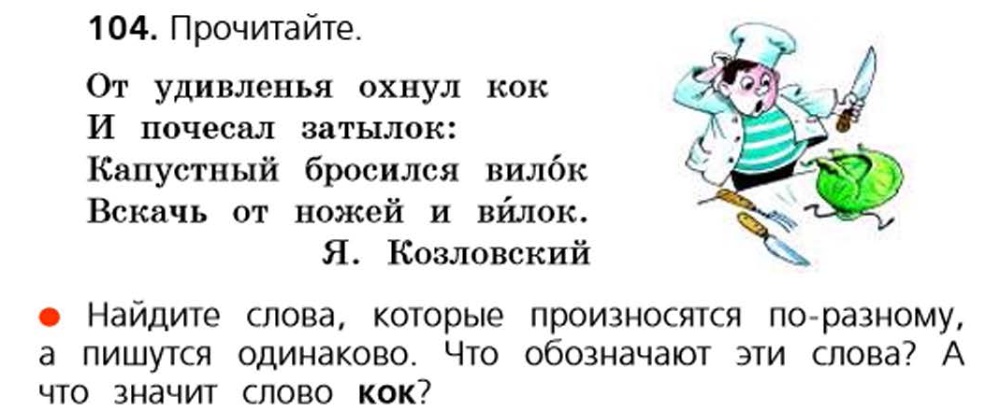 104. Прочитайте.
От удивленья охнул кок
И почесал затылок:
Капустный бросился вило́к
Вскачь от ножей и ви́лок.
Я. Козловский
Найдите слова, которые произносятся по-разному,
а пишутся одинаково. Что обозначают эти слова? А
что значит слово кок?